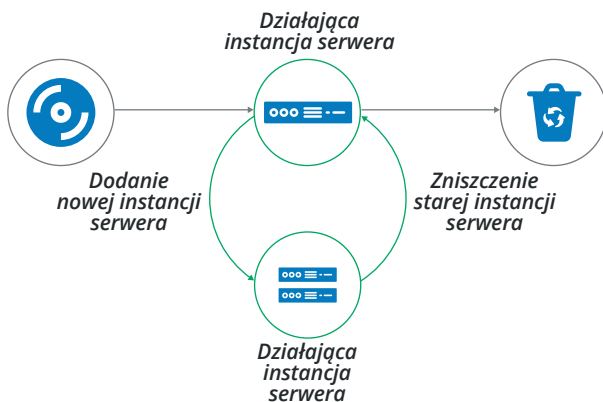 Działająca
instancja serwera
Dodanie
nowej instancji
serwera
Zniszczenie
starej instancji
serwera
Działająca
instancja
serwera